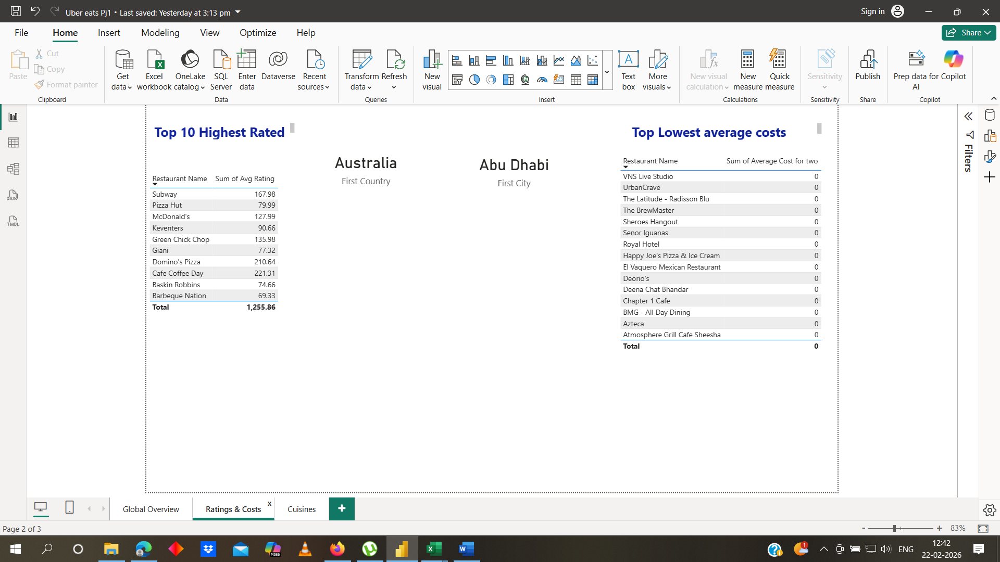 Uber eats Pj1 • Last saved: Yesterday at 3:13 pm
Sign in
File
Home
Insert
Modeling
View
Optimize
Help
Share
Paste
Cut
Copy
Format painter
Clipboard
Get data
Excel workbook
OneLake catalog
SQL Server
Enter data
Dataverse
Recent sources
Data
Transform data
Refresh
Queries
New visual
123
A
Text box
More visuals
Insert
New visual calculation
New measure
Quick measure
Calculations
Sensitivity
Sensitivity
Publish
Share
Prep data for AI
Copilot
Copilot
DAX
TMDL
Filters
Top 10 Highest Rated
Restaurant Name Sum of Avg Rating
Subway 167.98
Pizza Hut 79.99
McDonald's 127.99
Keventers 90.66
Green Chick Chop 135.98
Giani 77.32
Domino's Pizza 210.64
Cafe Coffee Day 221.31
Baskin Robbins 74.66
Barbeque Nation 69.33
Total 1,255.86
Australia
First Country
Abu Dhabi
First City
Top Lowest average costs
Restaurant Name Sum of Average Cost for two
VNS Live Studio 0
UrbanCrave 0
The Latitude - Radisson Blu 0
The BrewMaster 0
Sheroes Hangout 0
Senor Iguanas 0
Royal Hotel 0
Happy Joe's Pizza & Ice Cream 0
El Vaquero Mexican Restaurant 0
Deorio's 0
Deena Chat Bhandar 0
Chapter 1 Cafe 0
BMG - All Day Dining 0
Azteca 0
Atmosphere Grill Cafe Sheesha 0
Total 0
Global Overview
Ratings & Costs
x
Cuisines
Page 2 of 3
- + 83%
M365
1
ENG
12:42
22-02-2026